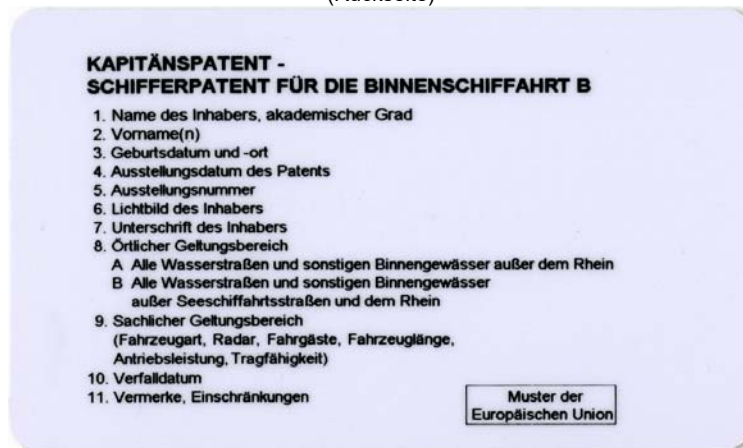 (Rückseite)
KAPITÄNSPATENT -
SCHIFFERPATENT FÜR DIE BINNENSCHIFFAHRT B
1. Name des Inhabers, akademischer Grad
2. Vorname(n)
3. Geburtsdatum und -ort
4. Ausstellungsdatum des Patents
5. Ausstellungsnummer
6. Lichtbild des Inhabers
7. Unterschrift des Inhabers
8. Örtlicher Geltungsbereich
A Alle Wasserstraßen und sonstigen Binnengewässer außer dem Rhein
B Alle Wasserstraßen und sonstigen Binnengewässer
außer Seeschiffahrtsstraßen und dem Rhein
9. Sachlicher Geltungsbereich
(Fahrzeugart, Radar, Fahrgäste, Fahrzeuglänge,
Antriebsleistung, Tragfähigkeit)
10. Verfalldatum
11. Vermerke, Einschränkungen
Muster der
Europäischen Union